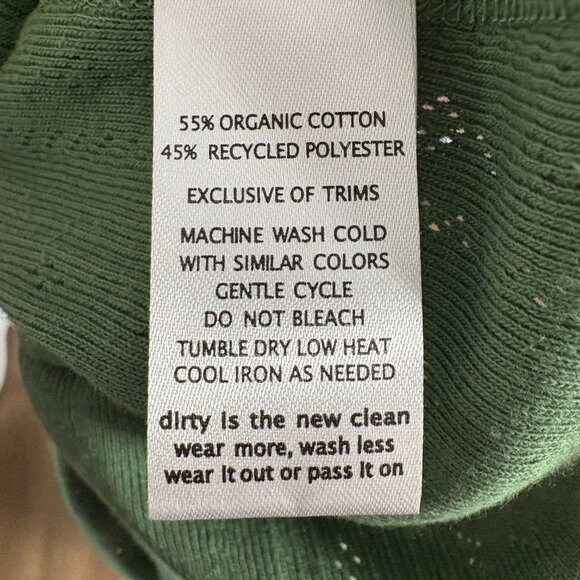 55% ORGANIC COTTON
45% RECYCLED POLYESTER
EXCLUSIVE OF TRIMS
MACHINE WASH COLD
WITH SIMILAR COLORS
GENTLE CYCLE
DO NOT BLEACH
TUMBLE DRY LOW HEAT
COOL IRON AS NEEDED
dirty is the new clean
wear more, wash less
wear it out or pass it on